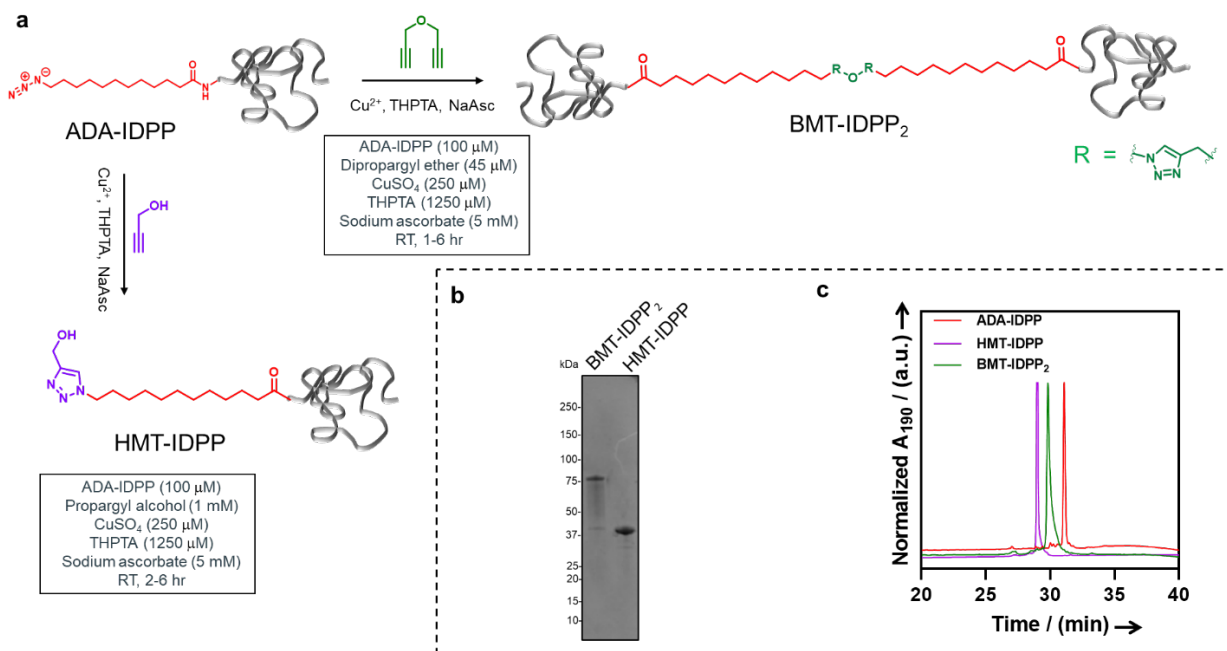 a
N N N
+ −
O
N
H
ADA-IDPP
O
Cu²⁺, THPTA, NaAsc
ADA-IDPP (100 μM)
Dipropargyl ether (45 μM)
CuSO₄ (250 μM)
THPTA (1250 μM)
Sodium ascorbate (5 mM)
RT, 1-6 hr
O
R O R
O
BMT-IDPP₂
R =
N
N=N
Cu²⁺, THPTA, NaAsc
OH
OH
N
N=N
O
HMT-IDPP
ADA-IDPP (100 μM)
Propargyl alcohol (1 mM)
CuSO₄ (250 μM)
THPTA (1250 μM)
Sodium ascorbate (5 mM)
RT, 2-6 hr
b
BMT-IDPP₂
HMT-IDPP
kDa
250-
150-
100-
75-
50-
37-
25-
20-
15-
10-
c
ADA-IDPP
HMT-IDPP
BMT-IDPP₂
Normalized A₁₉₀ / (a.u.) →
20 25 30 35 40
Time / (min) →